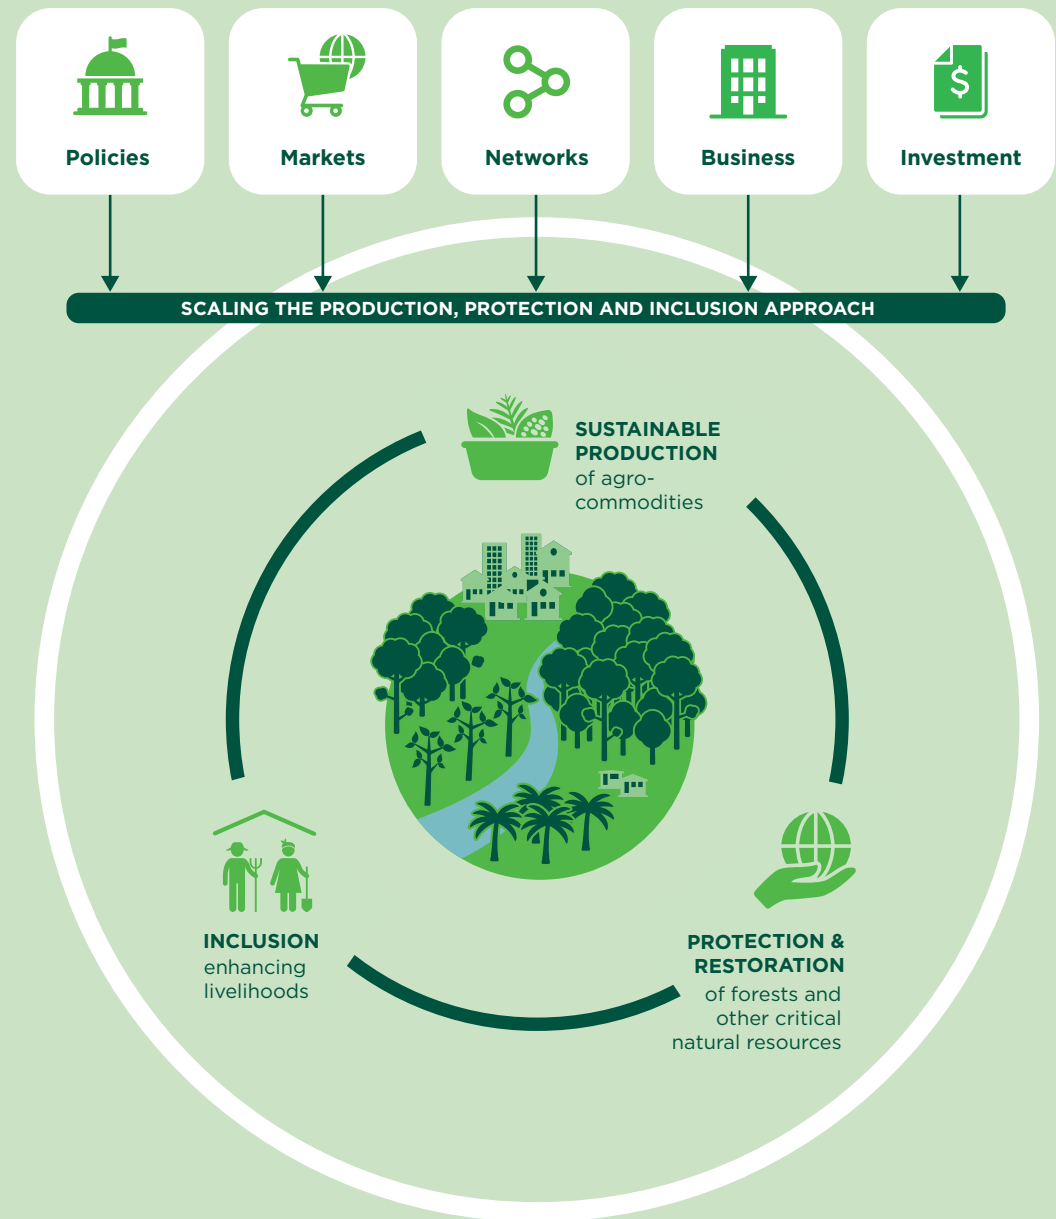 Policies
Markets
Networks
Business
Investment
SCALING THE PRODUCTION, PROTECTION AND INCLUSION APPROACH
SUSTAINABLE
PRODUCTION
of agro-
commodities
INCLUSION
enhancing
livelihoods
PROTECTION &
RESTORATION
of forests and
other critical
natural resources
$